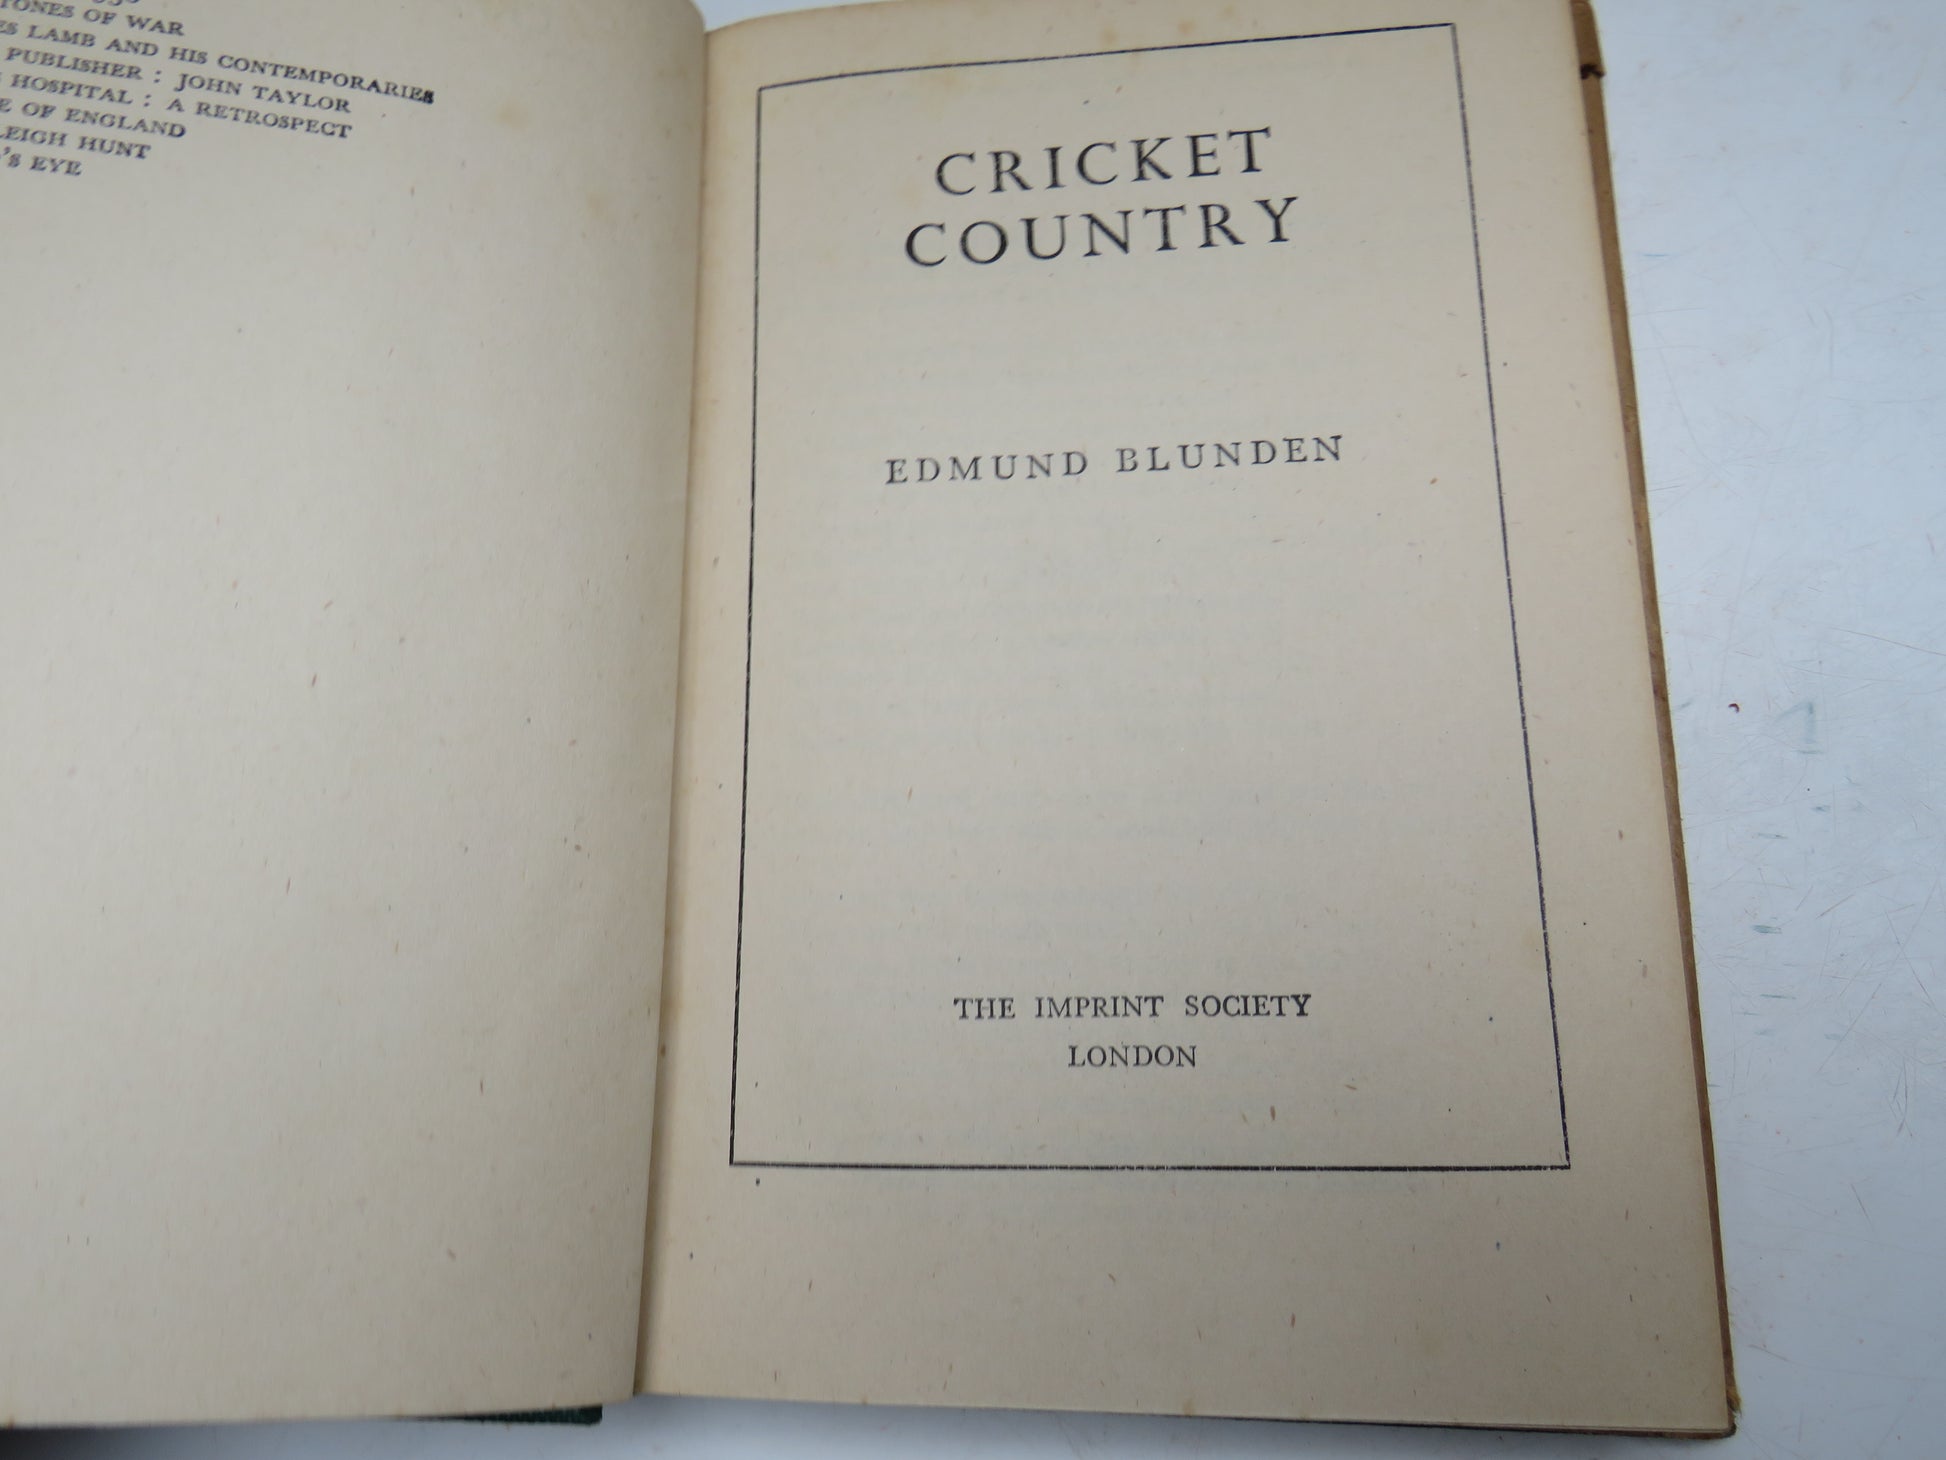 OF WAR
LAMB AND HIS CONTEMPORARIES
PUBLISHER : JOHN TAYLOR
HOSPITAL : A RETROSPECT
OF ENGLAND
LEIGH HUNT
EYE
CRICKET
COUNTRY
EDMUND BLUNDEN
THE IMPRINT SOCIETY
LONDON